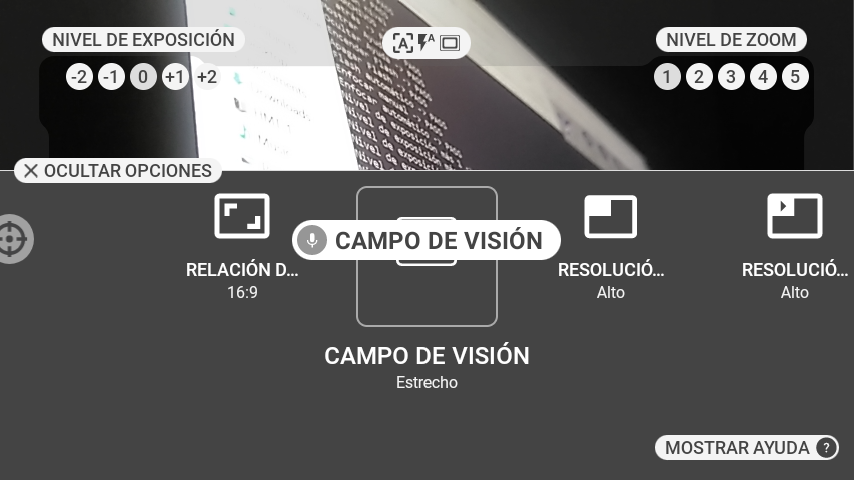 NIVEL DE EXPOSICIÓN
A
A
NIVEL DE ZOOM
-2 -1 0 +1 +2
1 2 3 4 5
OCULTAR OPCIONES
CAMPO DE VISIÓN
RELACIÓN D...
16:9
RESOLUCIÓ...
Alto
RESOLUCIÓ...
Alto
CAMPO DE VISIÓN
Estrecho
MOSTRAR AYUDA ?